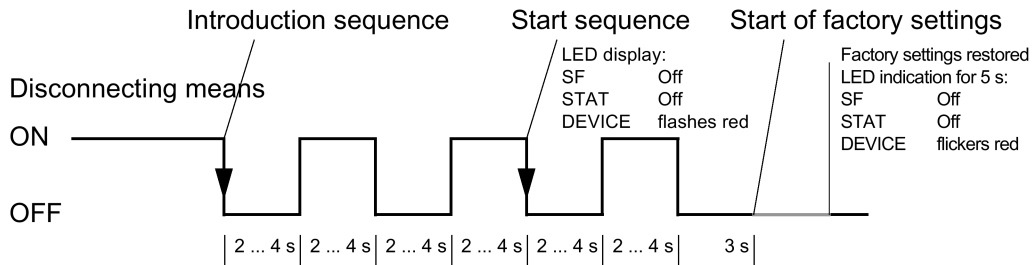 Introduction sequence
Start sequence
Start of factory settings
LED display:
SF Off
STAT Off
DEVICE flashes red
Factory settings restored
LED indication for 5 s:
SF Off
STAT Off
DEVICE flickers red
Disconnecting means
ON
OFF
2 ... 4 s 2 ... 4 s 2 ... 4 s 2 ... 4 s 2 ... 4 s 2 ... 4 s 3 s